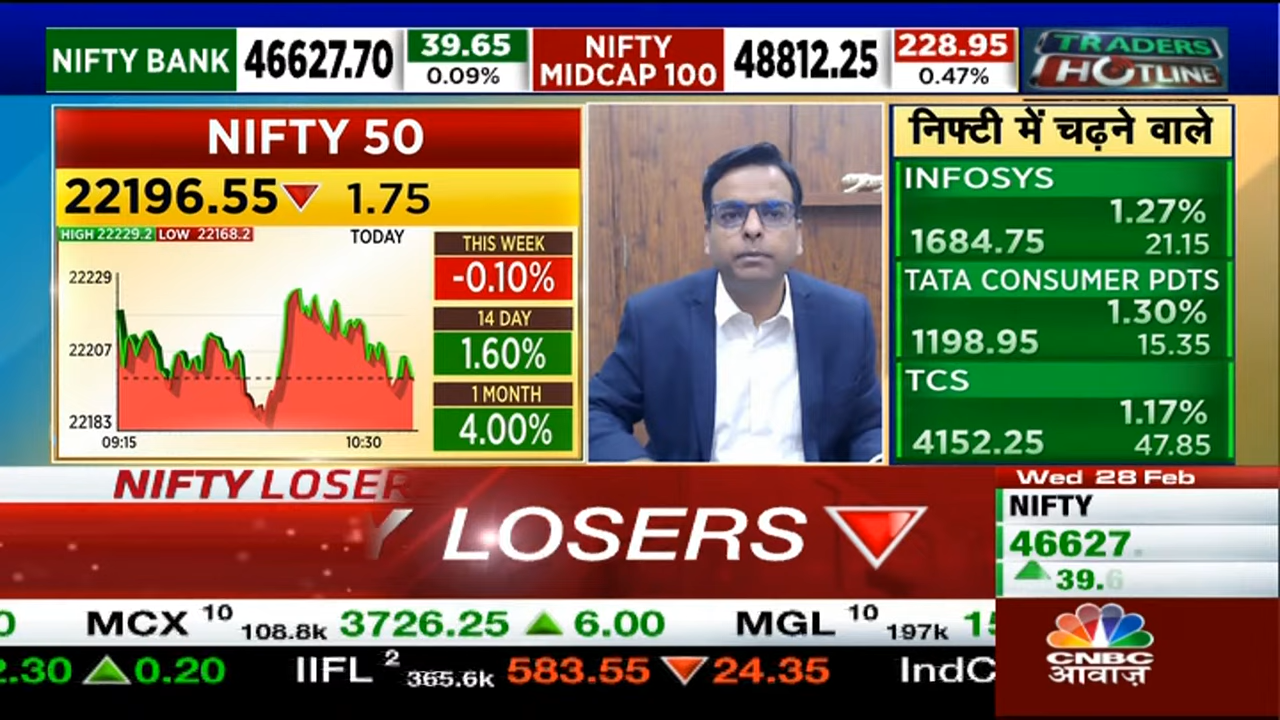 NIFTY BANK
46627.70
39.65
0.09%
NIFTY
MIDCAP 100
48812.25
228.95
0.47%
TRADERS
HOTLINE
NIFTY 50
22196.55 1.75
HIGH 22229.2 LOW 22168.2
TODAY
22229
22207
22183
09:15 10:30
THIS WEEK
-0.10%
14 DAY
1.60%
1 MONTH
4.00%
निफ्टी में चढ़ने वाले
INFOSYS
1.27%
1684.75 21.15
TATA CONSUMER PDTS
1.30%
1198.95 15.35
TCS
1.17%
4152.25 47.85
NIFTY LOSER
Y LOSERS
Wed 28 Feb
NIFTY
46627
39.6
0 MCX 10 108.8k 3726.25 6.00 MGL 10 197k 15
2.30 0.20 IIFL 2 365.6k 583.55 24.35 IndC
CNBC
आवाज़